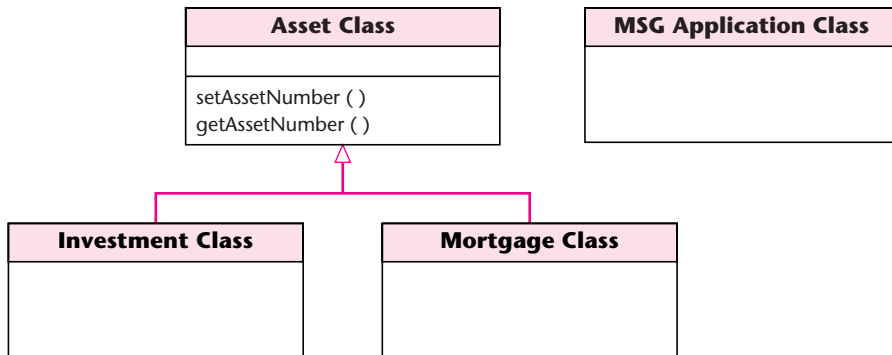 Asset Class
MSG Application Class
setAssetNumber ( )
getAssetNumber ( )
Investment Class
Mortgage Class